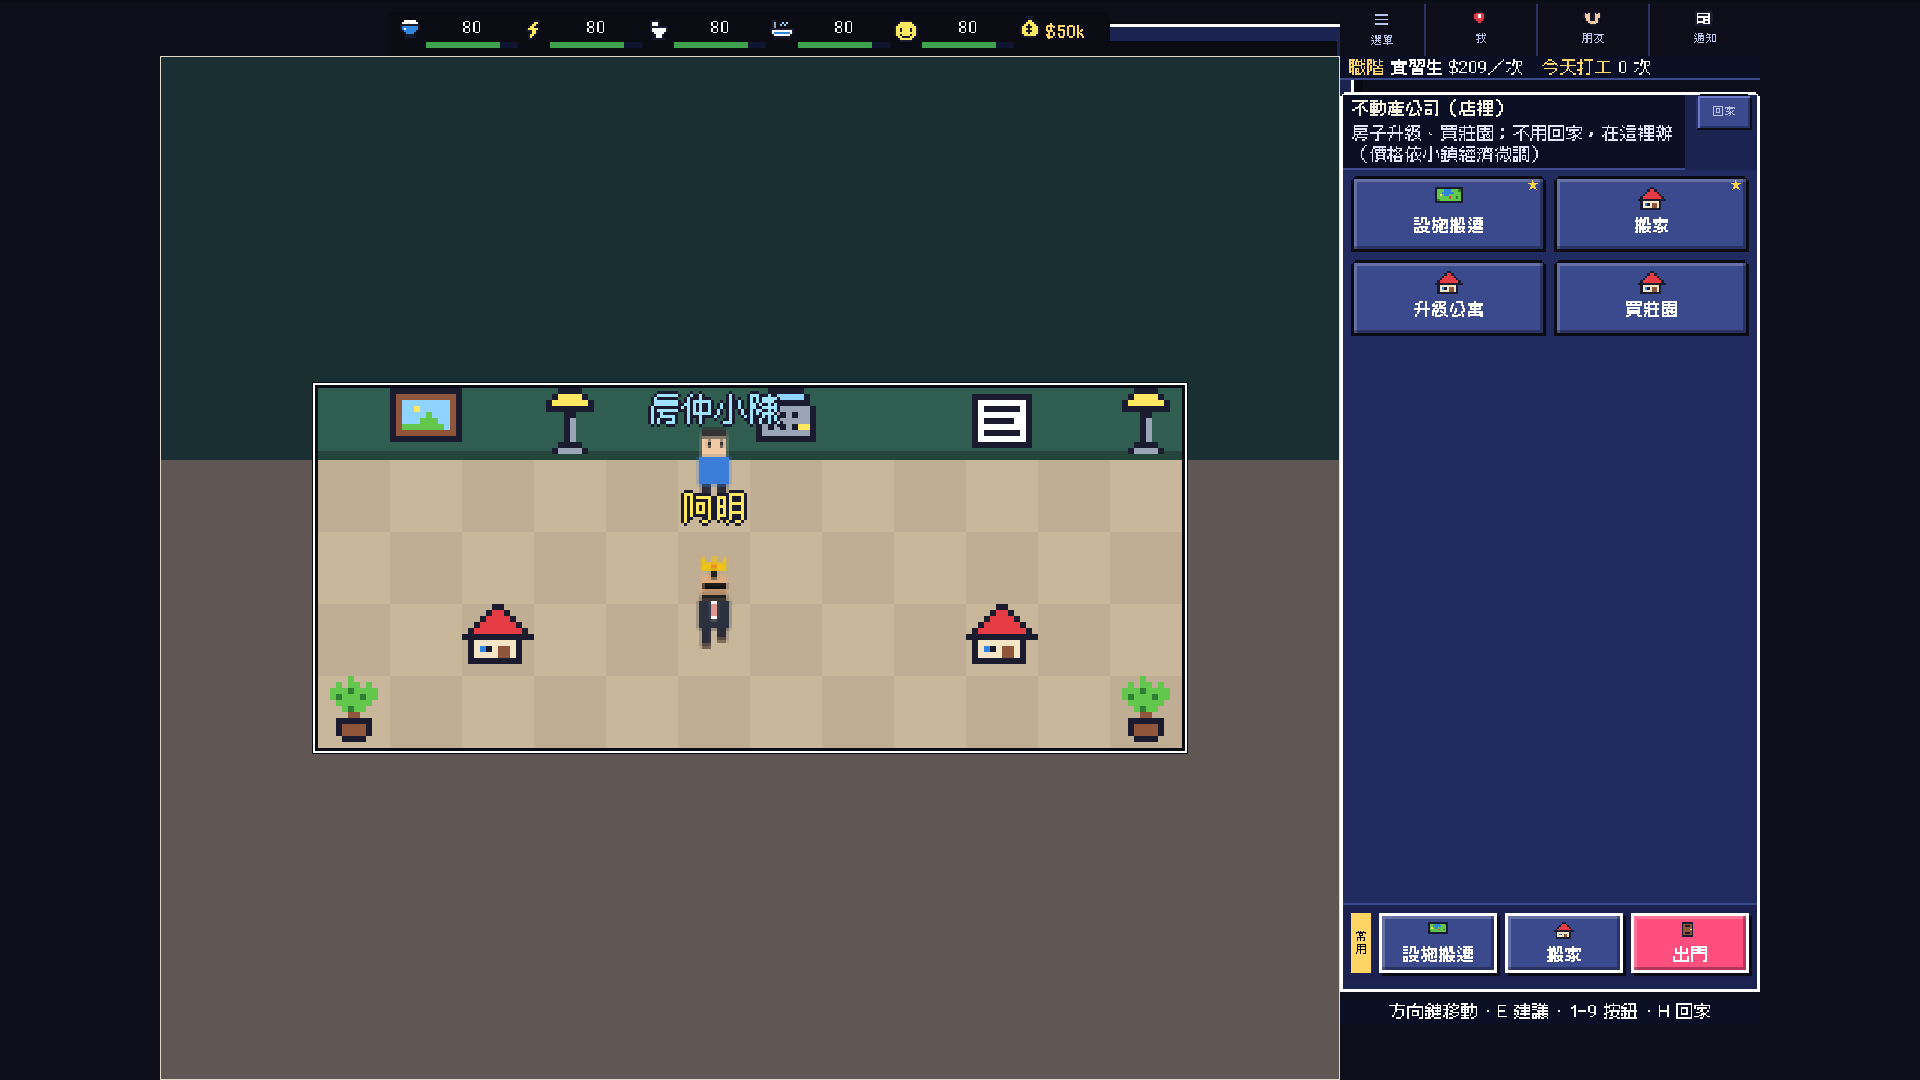 80 80 80 80 80 $50k
選單 我 朋友 通知
職階 實習生 $209／次 今天打工 0 次
不動產公司（店裡）
回家
房子升級、買莊園；不用回家，在這裡辦
（價格依小鎮經濟微調）
設施搬遷 搬家
升級公寓 買莊園
房仲小陳
阿明
常用
設施搬遷 搬家 出門
方向鍵移動 · E 建議 · 1-9 按鈕 · H 回家